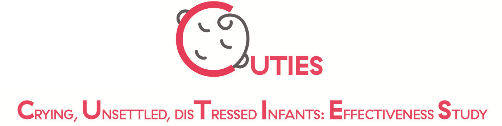 CUTIES
CRYING, UNSETTLED, DISTRESSED INFANTS: EFFECTIVENESS STUDY